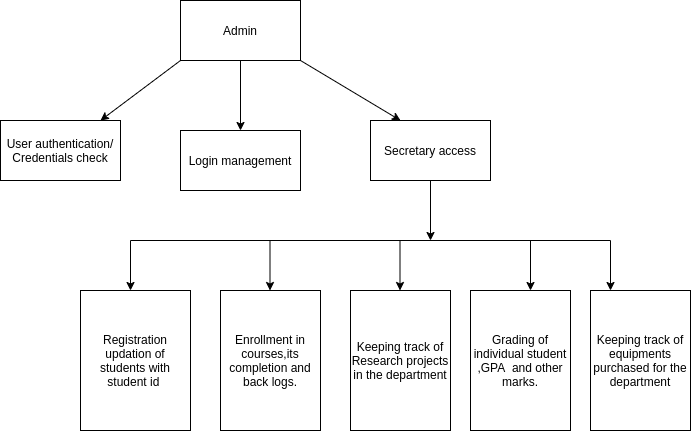 Admin
User authentication/
Credentials check
Login management
Secretary access
Registration
updation of
students with
student id
Enrollment in
courses,its
completion and
back logs.
Keeping track of
Research projects
in the department
Grading of
individual student
,GPA  and other
marks.
Keeping track of
equipments
purchased for the
department